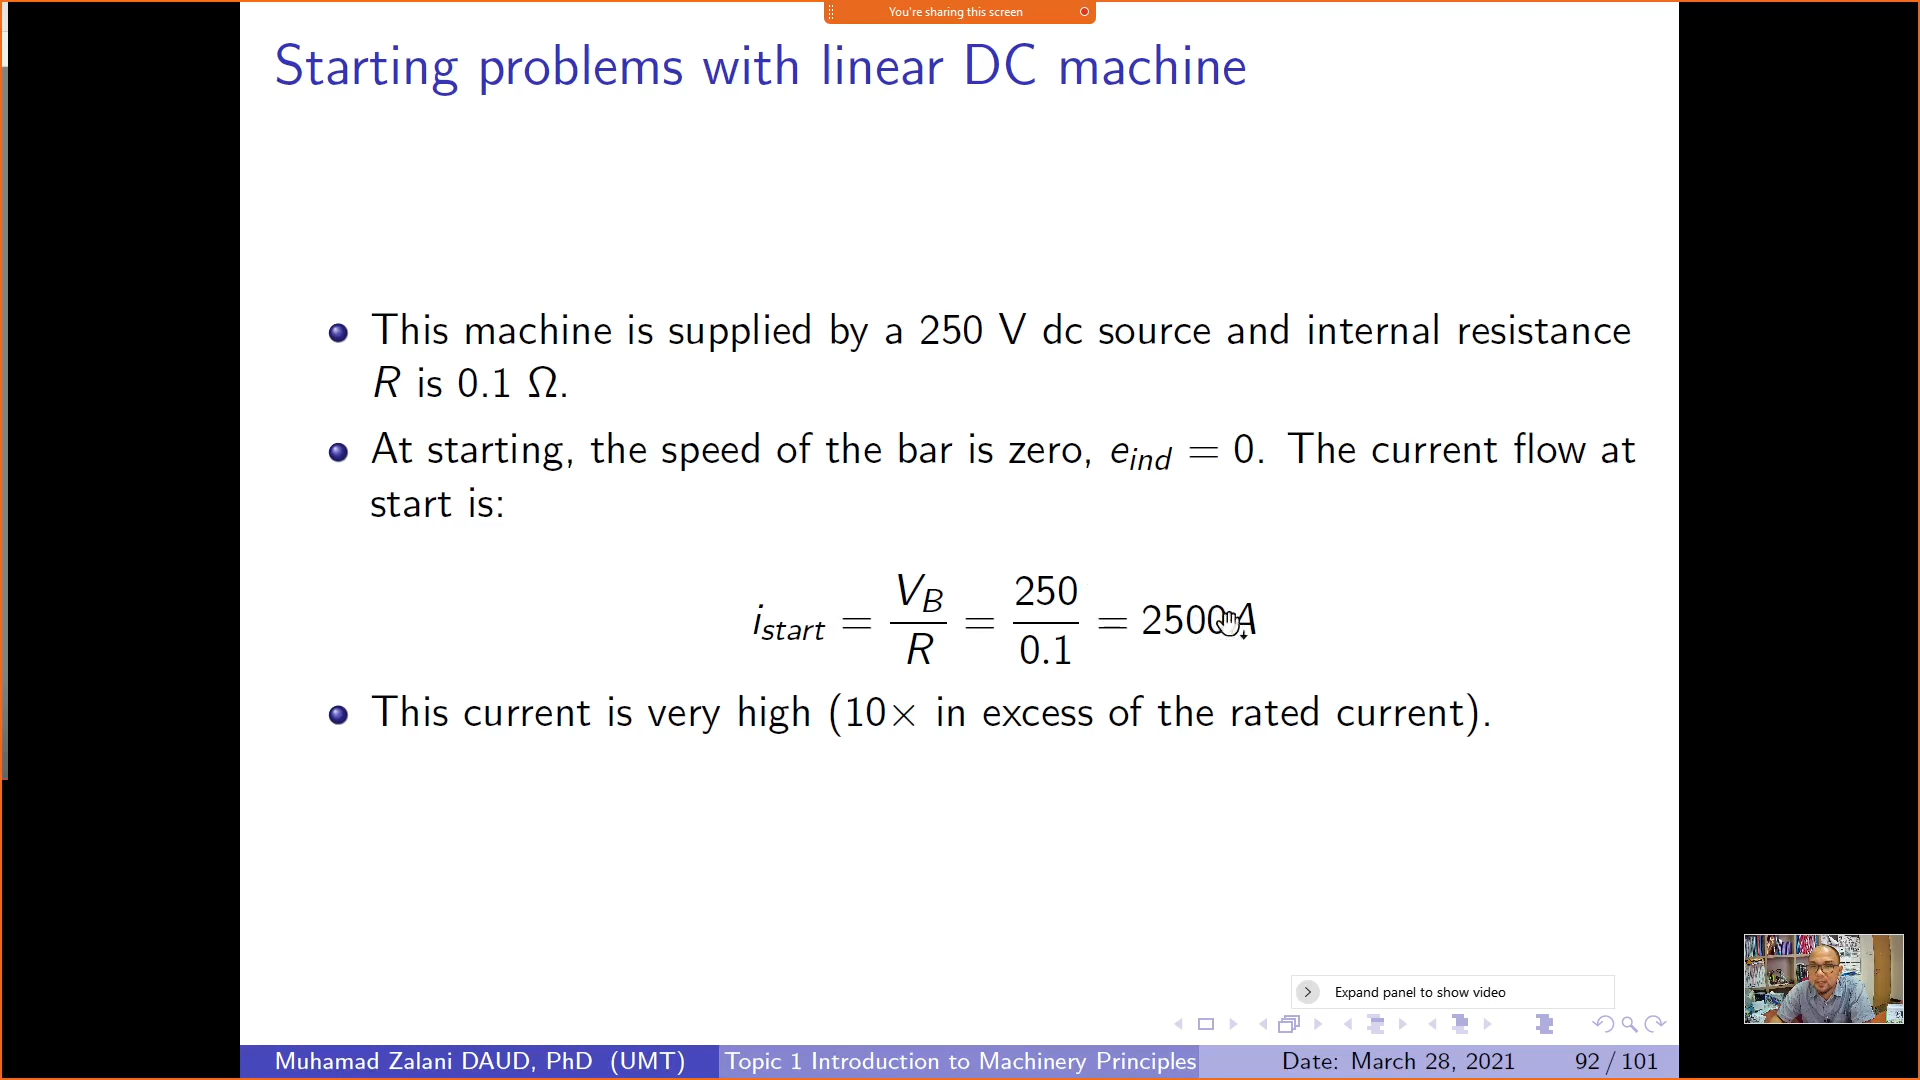 You're sharing this screen
Starting problems with linear DC machine
This machine is supplied by a 250 V dc source and internal resistance
R is 0.1 Ω.
At starting, the speed of the bar is zero, e_ind = 0. The current flow at
start is:
i_start = V_B / R = 250 / 0.1 = 2500 A
This current is very high (10× in excess of the rated current).
Expand panel to show video
Muhamad Zalani DAUD, PhD (UMT) Topic 1 Introduction to Machinery Principles Date: March 28, 2021 92 / 101